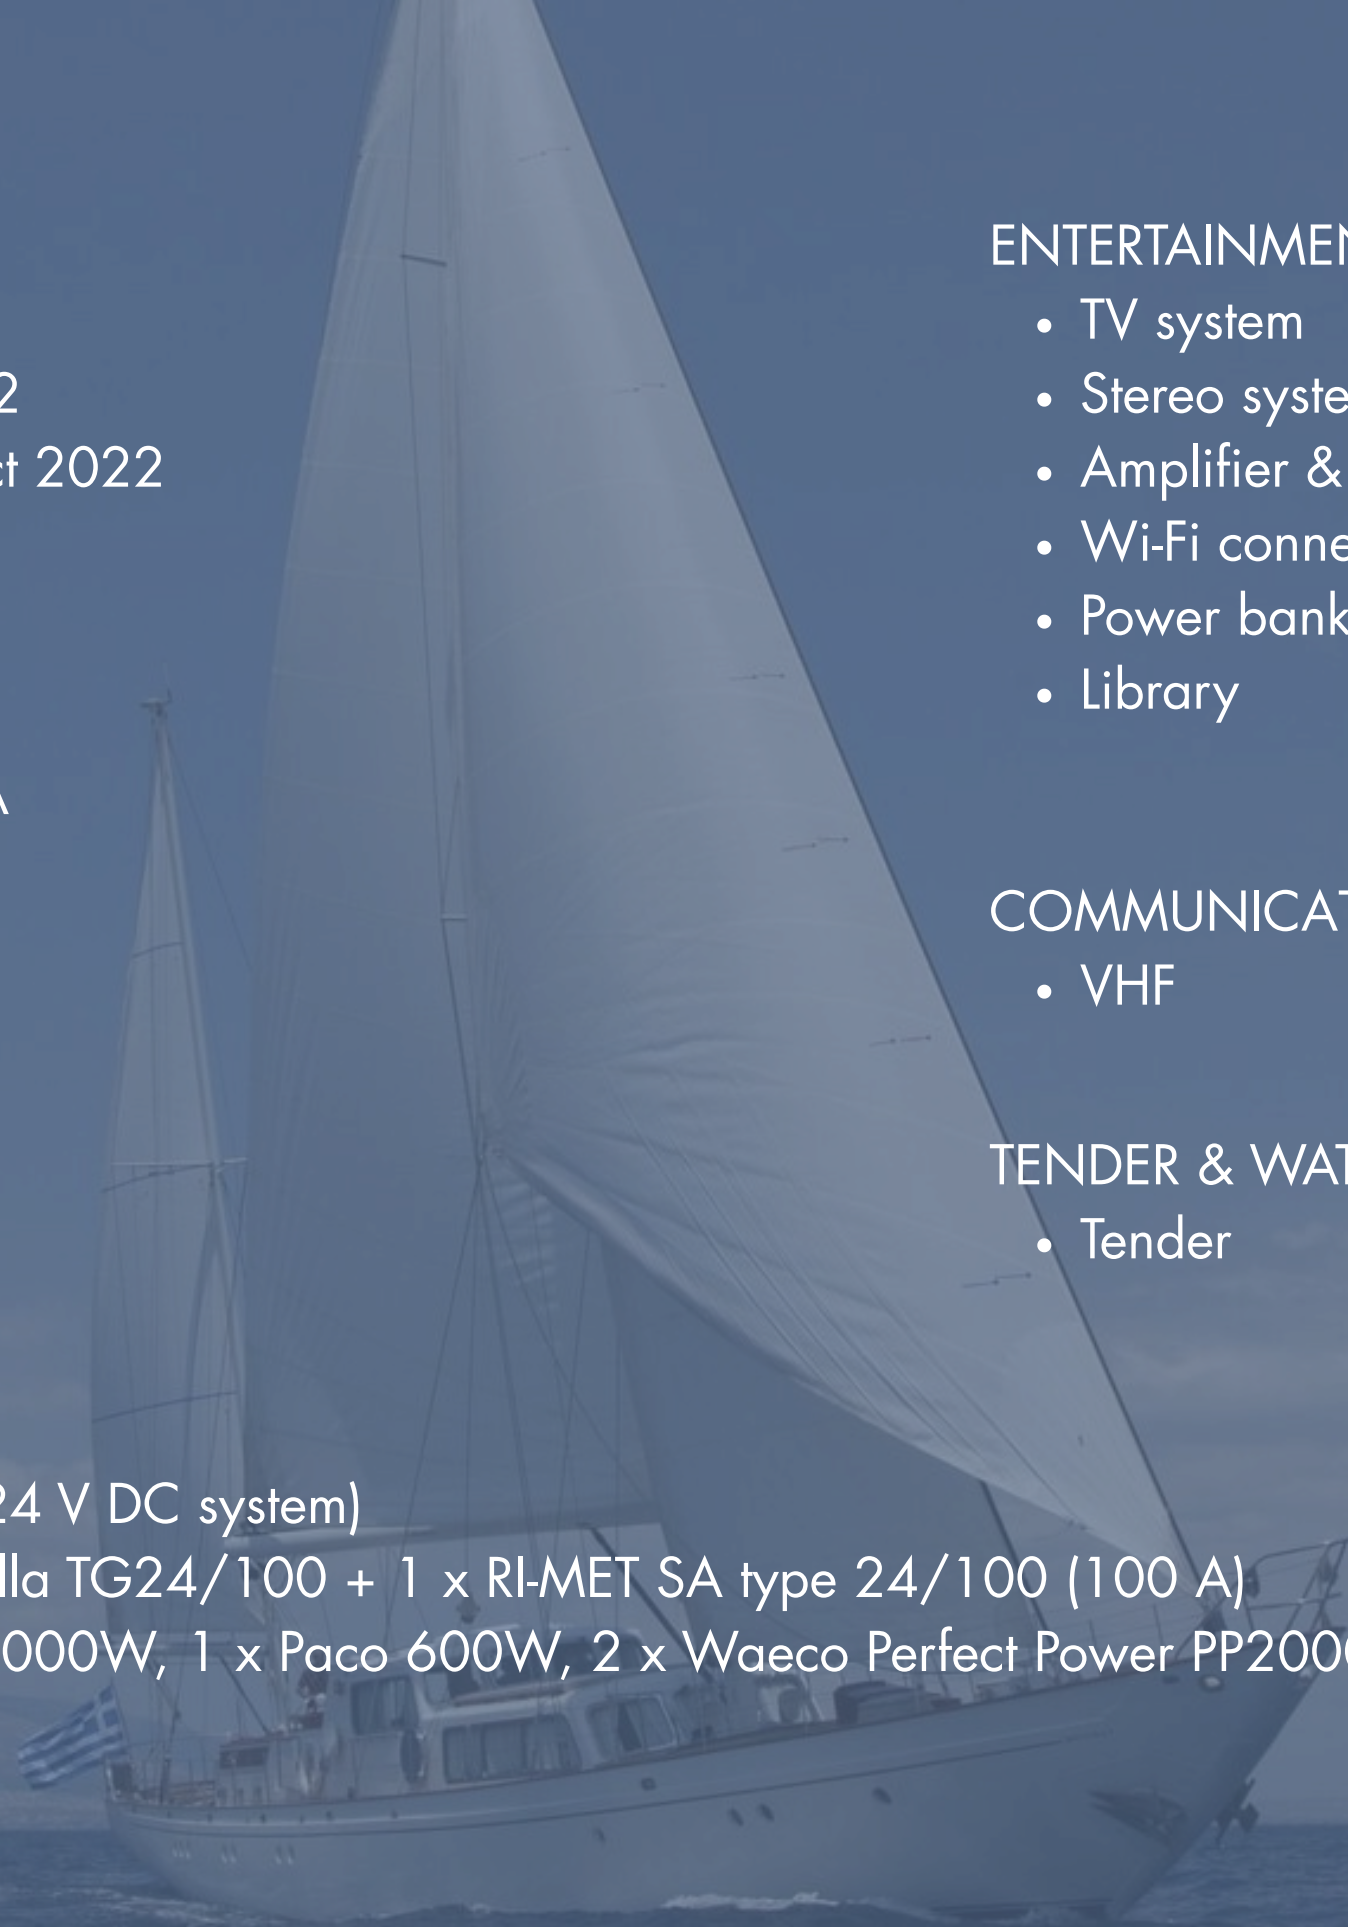 2
ct 2022
A
24 V DC system)
lla TG24/100 + 1 x RI-MET SA type 24/100 (100 A)
000W, 1 x Paco 600W, 2 x Waeco Perfect Power PP200
ENTERTAINMEN
• TV system
• Stereo syste
• Amplifier &
• Wi-Fi conne
• Power bank
• Library
COMMUNICAT
• VHF
TENDER & WAT
• Tender